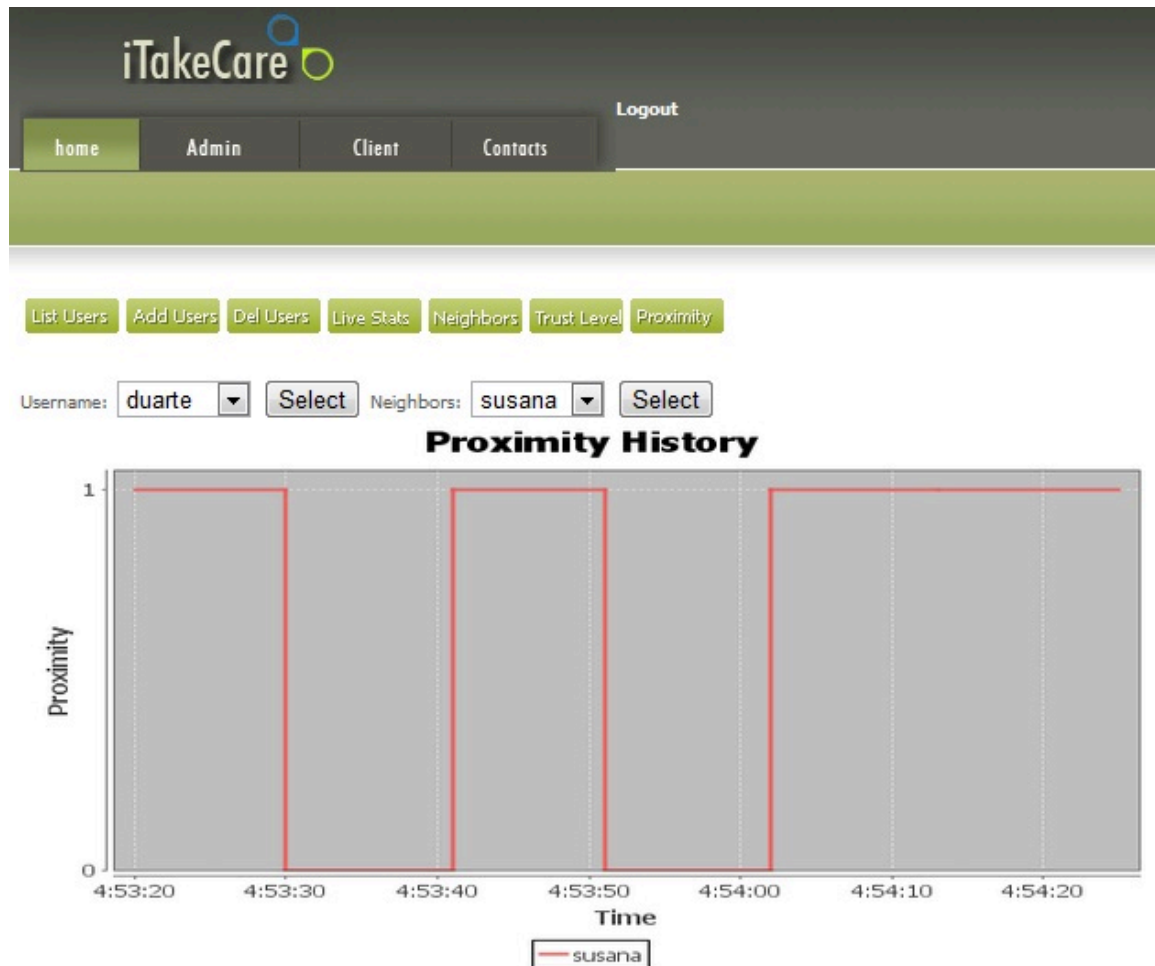 iTakeCare
Logout
home Admin Client Contacts
List Users Add Users Del Users Live Stats Neighbors Trust Level Proximity
Username: duarte Select Neighbors: susana Select
Proximity History
1
Proximity
0
4:53:20 4:53:30 4:53:40 4:53:50 4:54:00 4:54:10 4:54:20
Time
susana